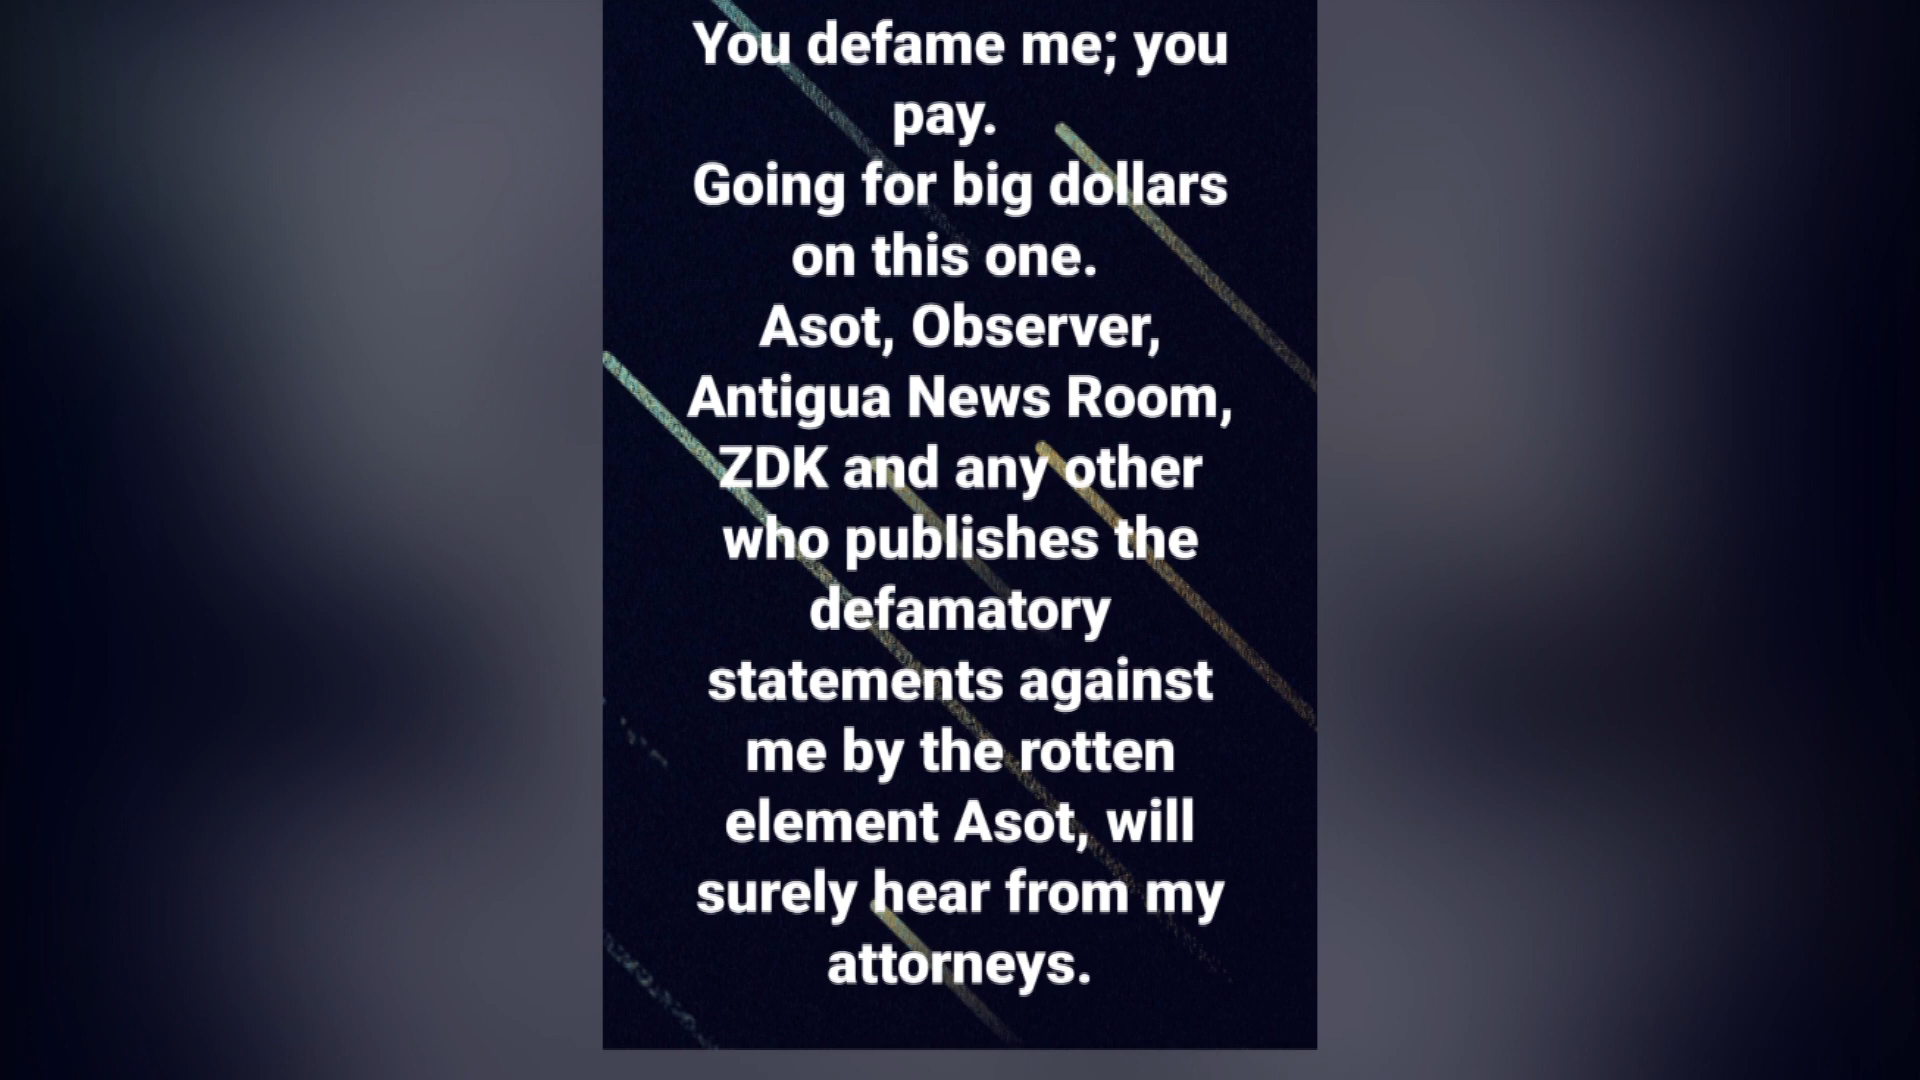 You defame me; you
pay.
Going for big dollars
on this one.
Asot, Observer,
Antigua News Room,
ZDK and any other
who publishes the
defamatory
statements against
me by the rotten
element Asot, will
surely hear from my
attorneys.